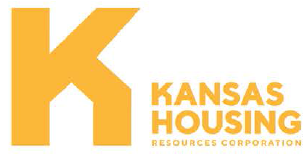 K
KANSAS
HOUSING
RESOURCES CORPORATION